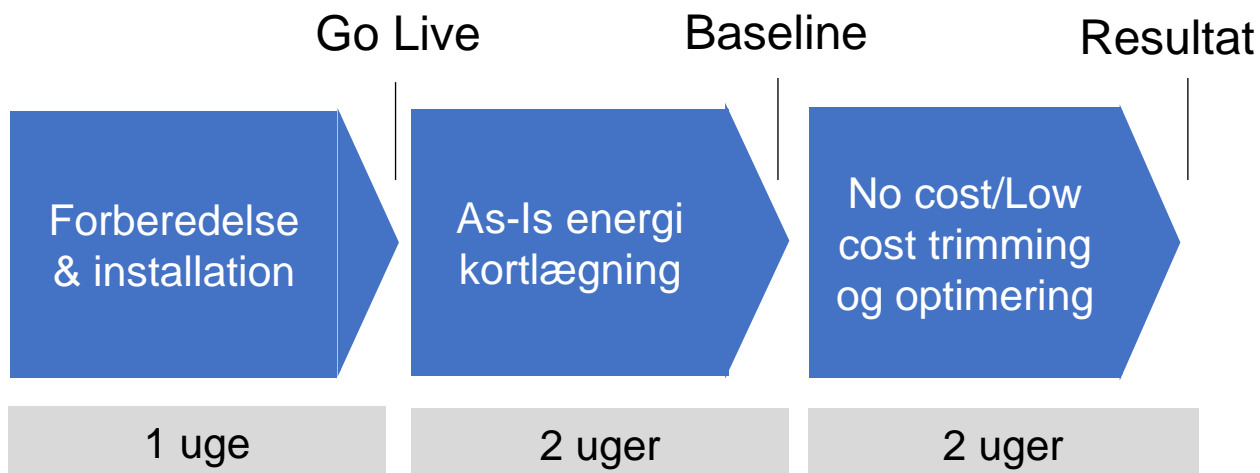 Go Live
Baseline
Resultat
Forberedelse
& installation
As-Is energi
kortlægning
No cost/Low
cost trimming
og optimering
1 uge
2 uger
2 uger